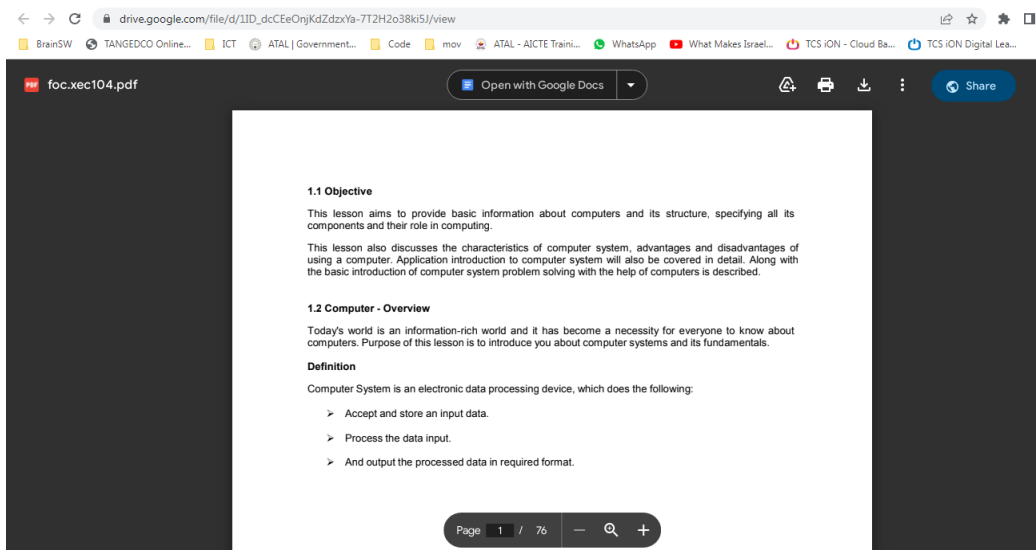 drive.google.com/file/d/1ID_dcCEeOnjKdZdzxYa-7T2H2o38ki5J/view
BrainSW TANGEDCO Online... ICT ATAL | Government... Code mov ATAL - AICTE Traini... WhatsApp What Makes Israel... TCS iON - Cloud Ba... TCS iON Digital Lea...
PDF foc.xec104.pdf Open with Google Docs Share
1.1 Objective
This lesson aims to provide basic information about computers and its structure, specifying all its
components and their role in computing.
This lesson also discusses the characteristics of computer system, advantages and disadvantages of
using a computer. Application introduction to computer system will also be covered in detail. Along with
the basic introduction of computer system problem solving with the help of computers is described.
1.2 Computer - Overview
Today's world is an information-rich world and it has become a necessity for everyone to know about
computers. Purpose of this lesson is to introduce you about computer systems and its fundamentals.
Definition
Computer System is an electronic data processing device, which does the following:
➢ Accept and store an input data.
➢ Process the data input.
➢ And output the processed data in required format.
Page 1 / 76